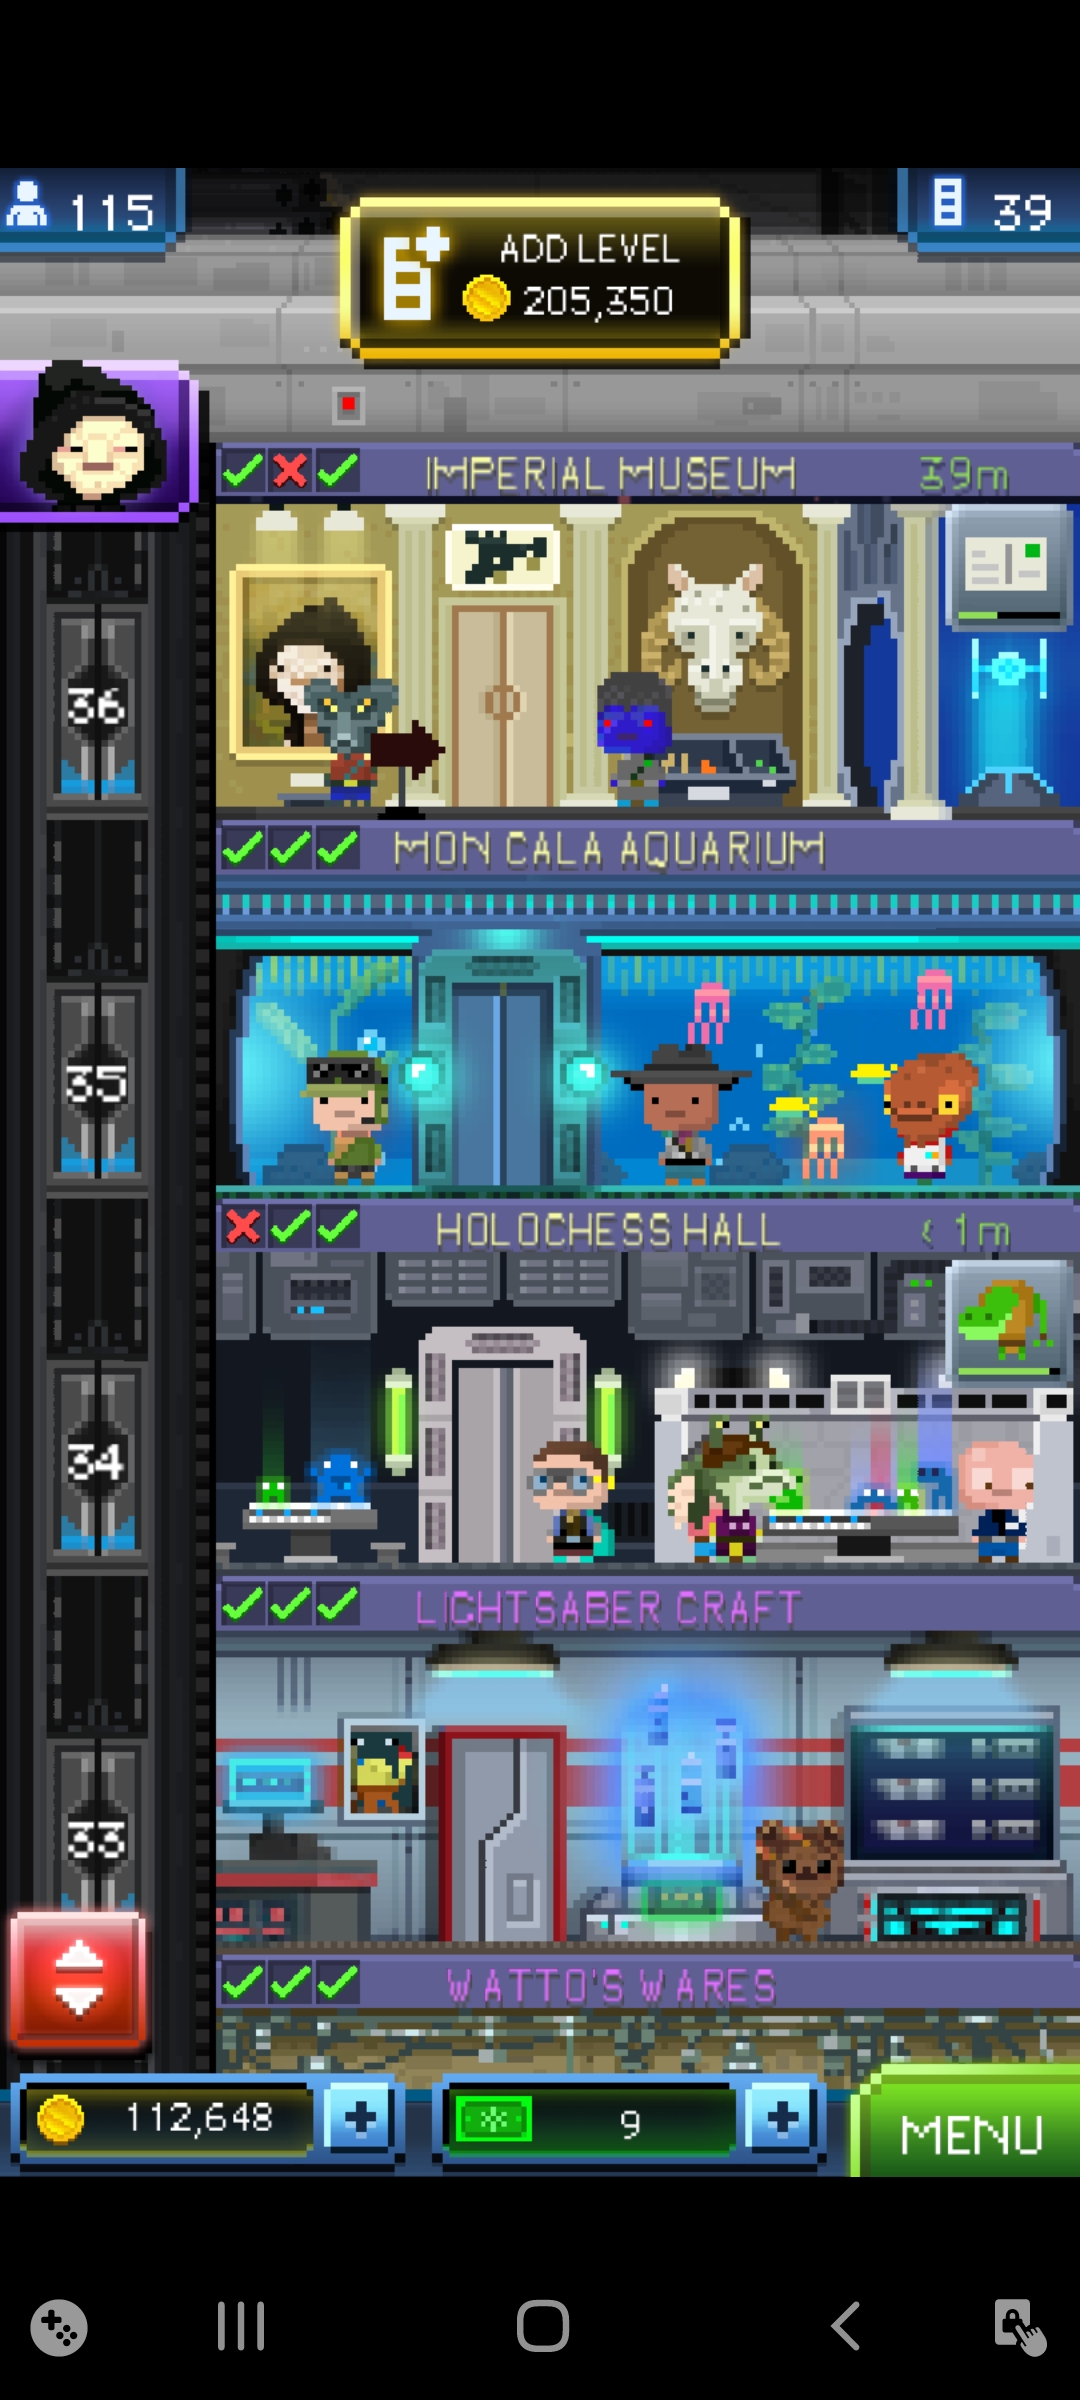 115
39
ADD LEVEL
205,350
IMPERIAL MUSEUM 39m
36
MON CALA AQUARIUM
35
HOLOCHESS HALL < 1m
34
LIGHTSABER CRAFT
33
WATTO'S WARES
112,648
9
MENU